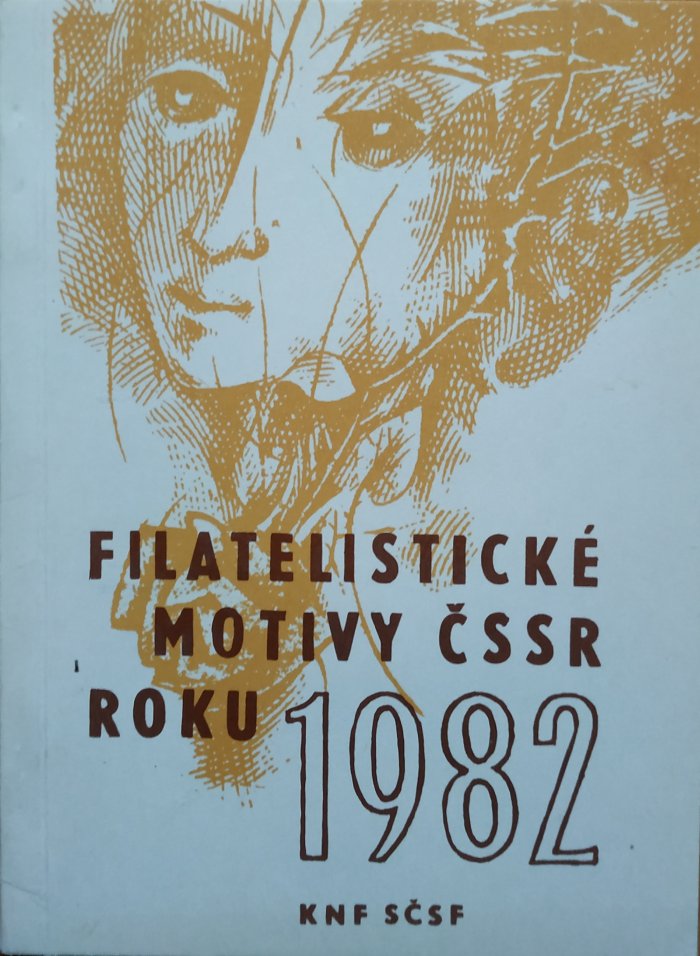 FILATELISTICKÉ
MOTIVY ČSSR
ROKU 1982
KNF SČSF